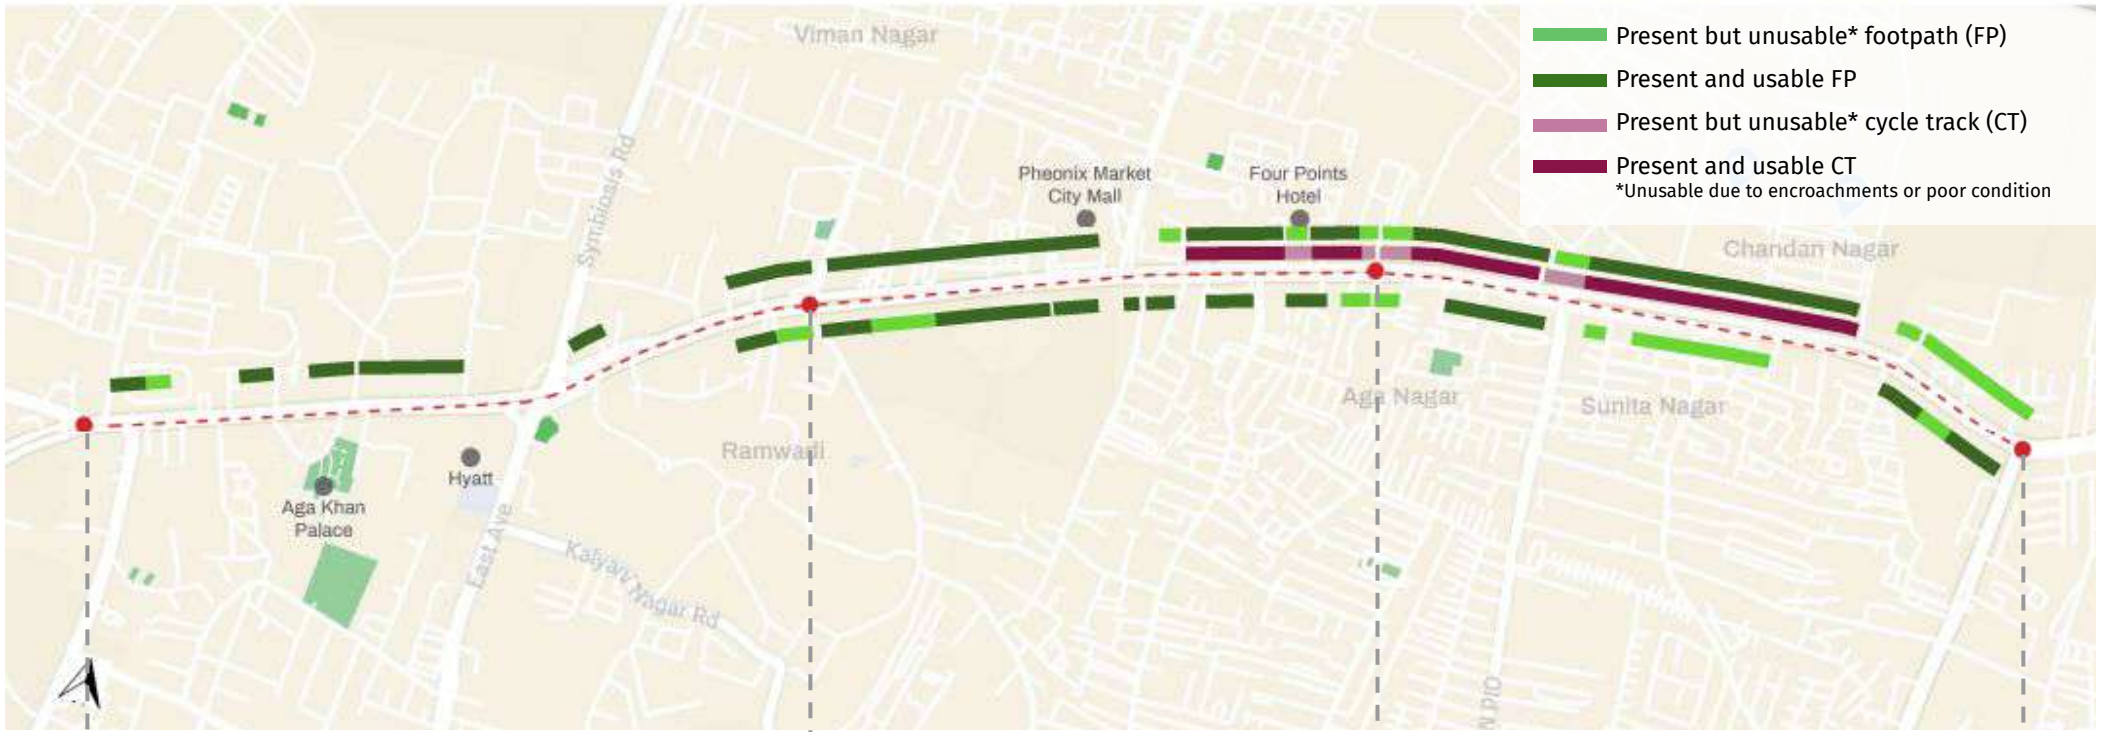 Viman Nagar
Present but unusable* footpath (FP)
Present and usable FP
Present but unusable* cycle track (CT)
Present and usable CT
*Unusable due to encroachments or poor condition
Symbiosis Rd
Pheonix Market
City Mall
Four Points
Hotel
Chandan Nagar
Aga Nagar
Sunita Nagar
Ramwadi
Hyatt
Aga Khan
Palace
East Ave
Kalyani Nagar Rd